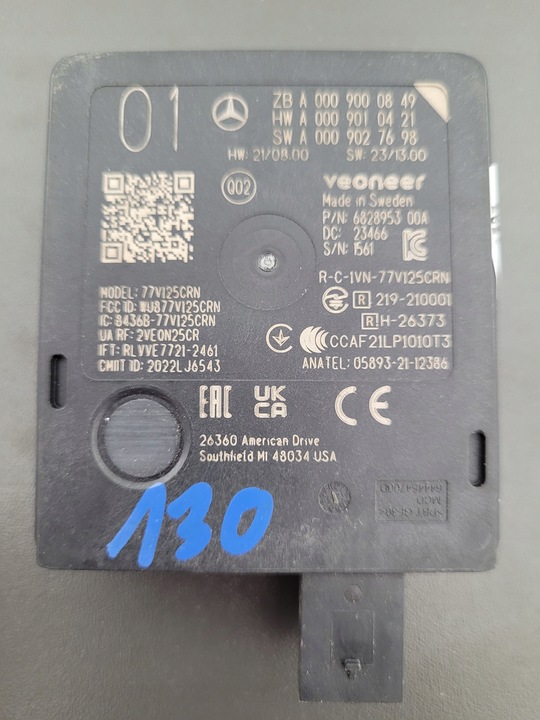 01
ZB A 000 900 0849
HW A 000 901 04 21
SW A 000 902 76 98
HW: 21/08.00 SW: 23/13.00
Q02
veoneer
Made in Sweden
P/N: 6828953 00A
DC: 23466
S/N: 1561
R-C-1VN-77V125CRN
MODEL: 77V125CRN
FCC ID: WU877V125CRN
IC: 8436B-77V125CRN
UA RF: 2VEON25CR
IFT: RLVVE7721-2461
CMIIT ID: 2022LJ6543
R 219-210001
R H-26373
CCC CCAF21LP1010T3
ANATEL: 05893-21-12386
EAC UK CA CE
26360 American Drive
Southfield MI 48034 USA
130